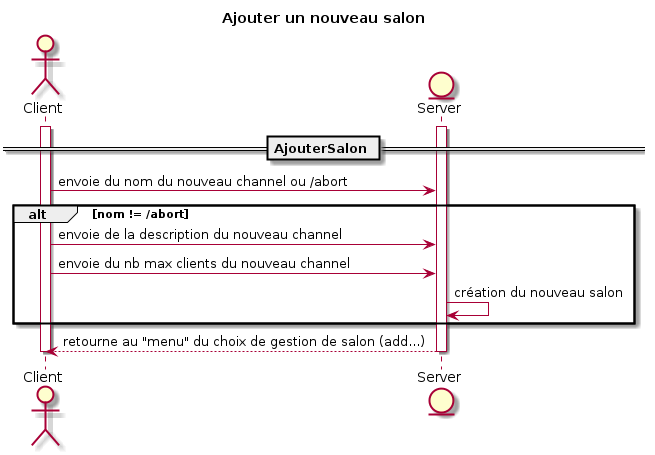 Ajouter un nouveau salon
Client
Server
AjouterSalon
envoie du nom du nouveau channel ou /abort
alt [nom != /abort]
envoie de la description du nouveau channel
envoie du nb max clients du nouveau channel
création du nouveau salon
retourne au "menu" du choix de gestion de salon (add...)
Client
Server